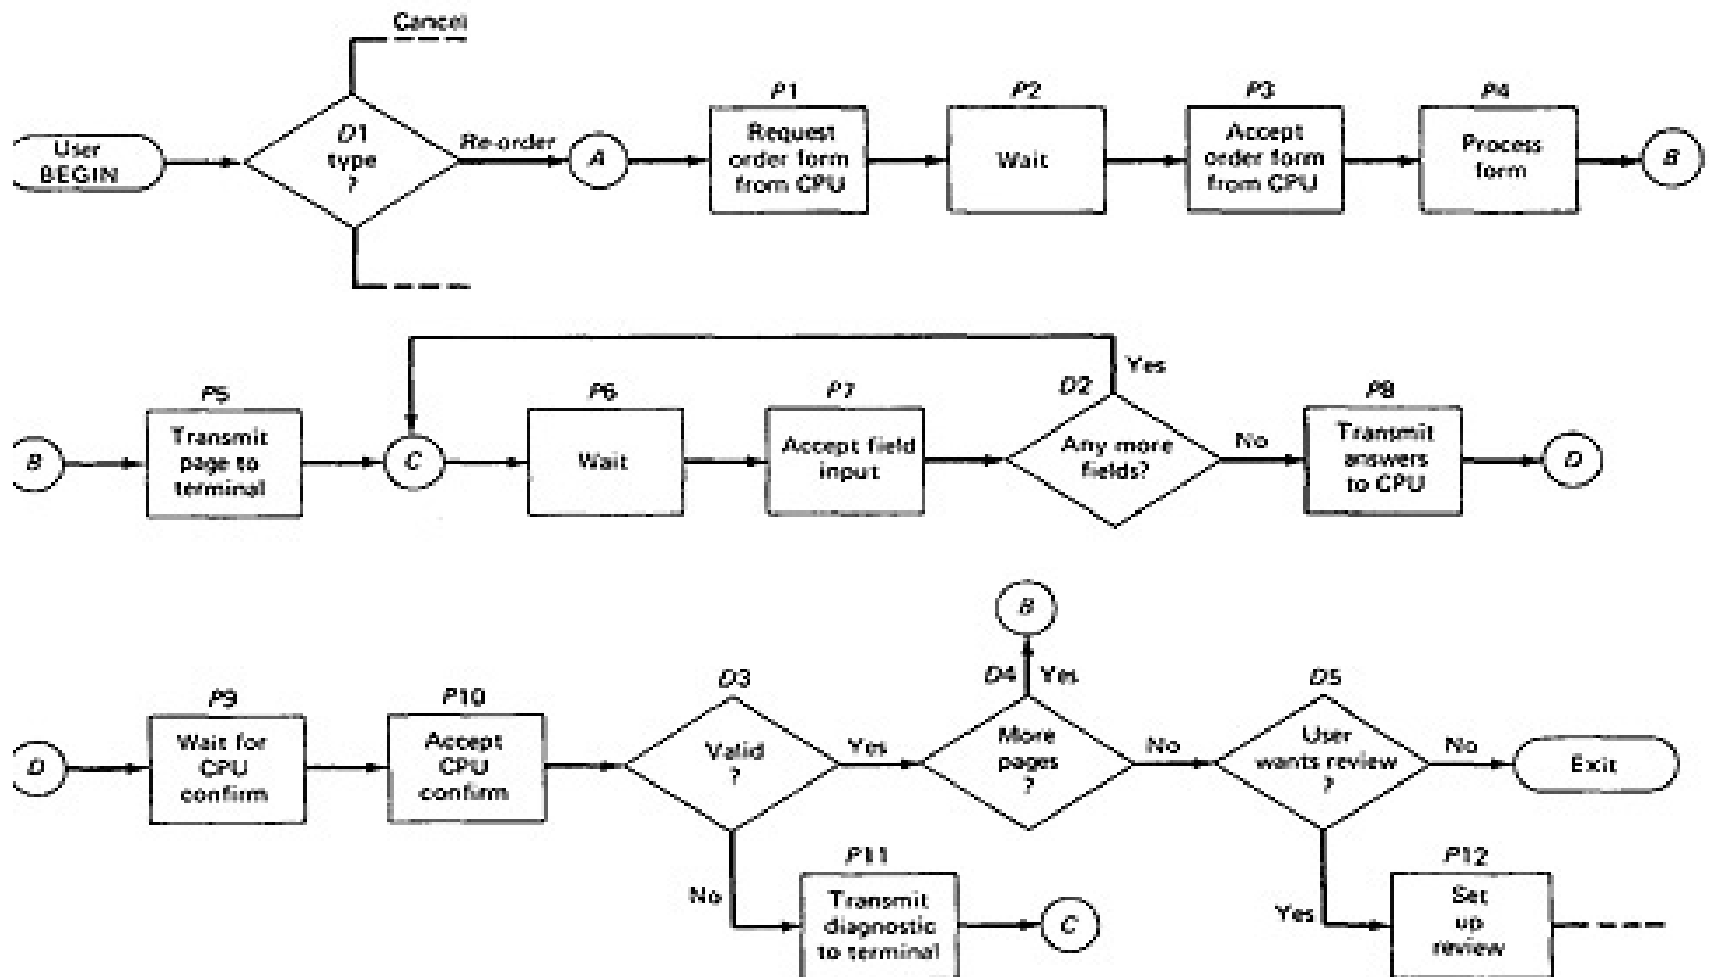 Cancel
User
BEGIN
D1
type
?
Re-order
A
P1
Request
order form
from CPU
P2
Wait
P3
Accept
order form
from CPU
P4
Process
form
B
B
P5
Transmit
page to
terminal
C
P6
Wait
P7
Accept field
input
D2
Any more
fields?
Yes
No
P8
Transmit
answers
to CPU
D
D
P9
Wait for
CPU
confirm
P10
Accept
CPU
confirm
D3
Valid
?
Yes
No
P11
Transmit
diagnostic
to terminal
C
B
D4
Yes
More
pages
?
No
D5
User
wants review
?
No
Exit
Yes
P12
Set
up
review